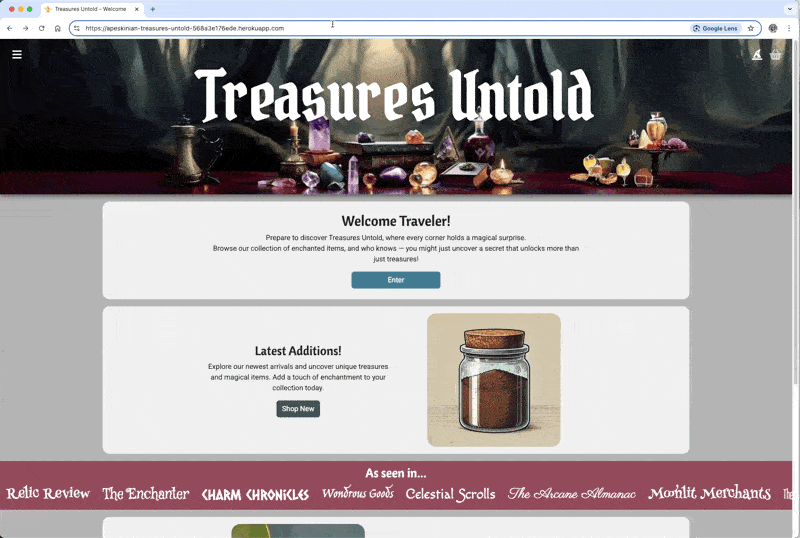 Treasures Untold - Welcome
https://apeskinian-treasures-untold-568a3e176ede.herokuapp.com
Google Lens
Treasures Untold
Welcome Traveler!
Prepare to discover Treasures Untold, where every corner holds a magical surprise.
Browse our collection of enchanted items, and who knows — you might just uncover a secret that unlocks more than
just treasures!
Enter
Latest Additions!
Explore our newest arrivals and uncover unique treasures
and magical items. Add a touch of enchantment to your
collection today.
Shop New
As seen in...
Relic Review The Enchanter CHARM CHRONICLES Wondrous Goods Celestial Scrolls The Arcane Almanac Moonlit Merchants The